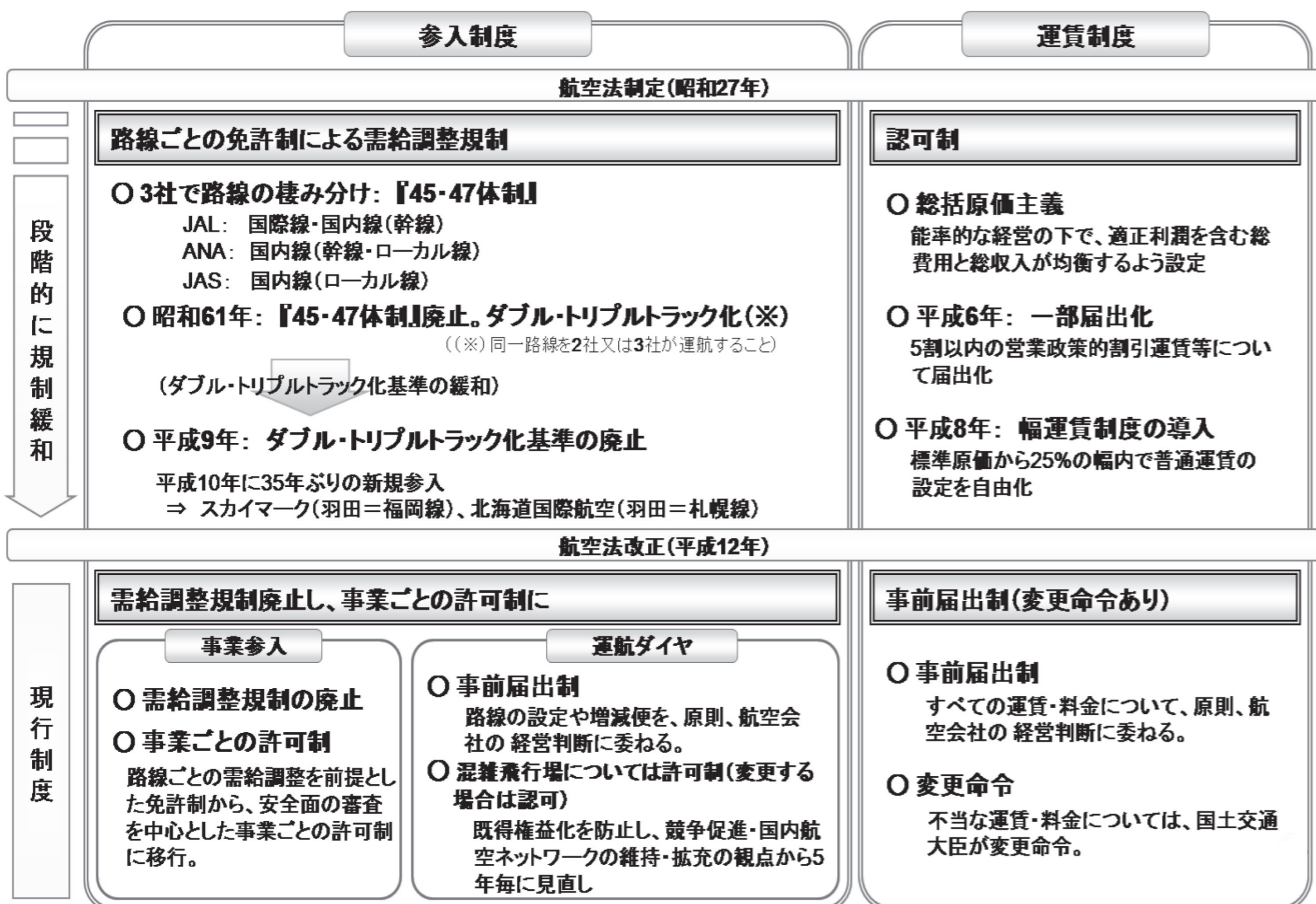 参入制度
運賃制度
航空法制定(昭和27年)
路線ごとの免許制による需給調整規制
認可制
段階的に規制緩和
○ 3社で路線の棲み分け: 『45・47体制』
JAL: 国際線・国内線(幹線)
ANA: 国内線(幹線・ローカル線)
JAS: 国内線(ローカル線)
○ 昭和61年: 『45・47体制』廃止。ダブル・トリプルトラック化(※)
((※)同一路線を2社又は3社が運航すること)
(ダブル・トリプルトラック化基準の緩和)
○ 平成9年: ダブル・トリプルトラック化基準の廃止
平成10年に35年ぶりの新規参入
⇒ スカイマーク(羽田=福岡線)、北海道国際航空(羽田=札幌線)
○ 総括原価主義
能率的な経営の下で、適正利潤を含む総
費用と総収入が均衡するよう設定
○ 平成6年: 一部届出化
5割以内の営業政策的割引運賃等につい
て届出化
○ 平成8年: 幅運賃制度の導入
標準原価から25%の幅内で普通運賃の
設定を自由化
航空法改正(平成12年)
需給調整規制廃止し、事業ごとの許可制に
事前届出制(変更命令あり)
現行制度
事業参入
○ 需給調整規制の廃止
○ 事業ごとの許可制
路線ごとの需給調整を前提とし
た免許制から、安全面の審査
を中心とした事業ごとの許可制
に移行。
運航ダイヤ
○ 事前届出制
路線の設定や増減便を、原則、航空会
社の 経営判断に委ねる。
○ 混雑飛行場については許可制(変更する
場合は認可)
既得権益化を防止し、競争促進・国内航
空ネットワークの維持・拡充の観点から5
年毎に見直し
○ 事前届出制
すべての運賃・料金について、原則、航
空会社の 経営判断に委ねる。
○ 変更命令
不当な運賃・料金については、国土交通
大臣が変更命令。